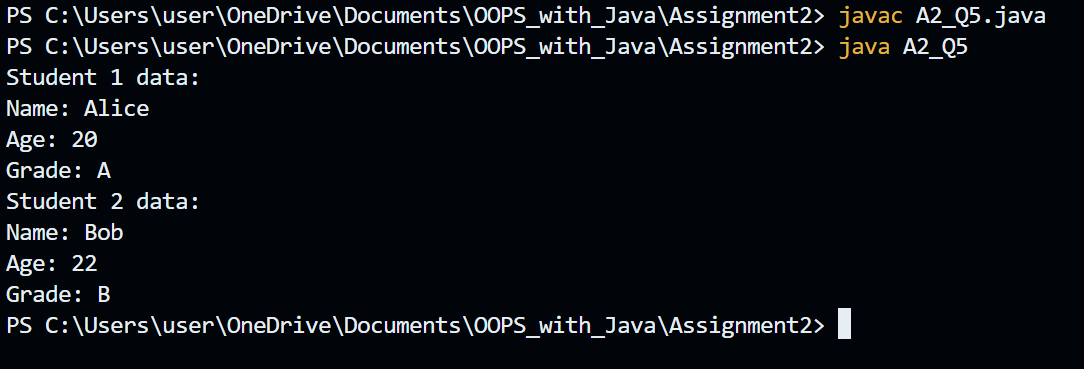 PS C:\Users\user\OneDrive\Documents\OOPS_with_Java\Assignment2> javac A2_Q5.java
PS C:\Users\user\OneDrive\Documents\OOPS_with_Java\Assignment2> java A2_Q5
Student 1 data:
Name: Alice
Age: 20
Grade: A
Student 2 data:
Name: Bob
Age: 22
Grade: B
PS C:\Users\user\OneDrive\Documents\OOPS_with_Java\Assignment2>